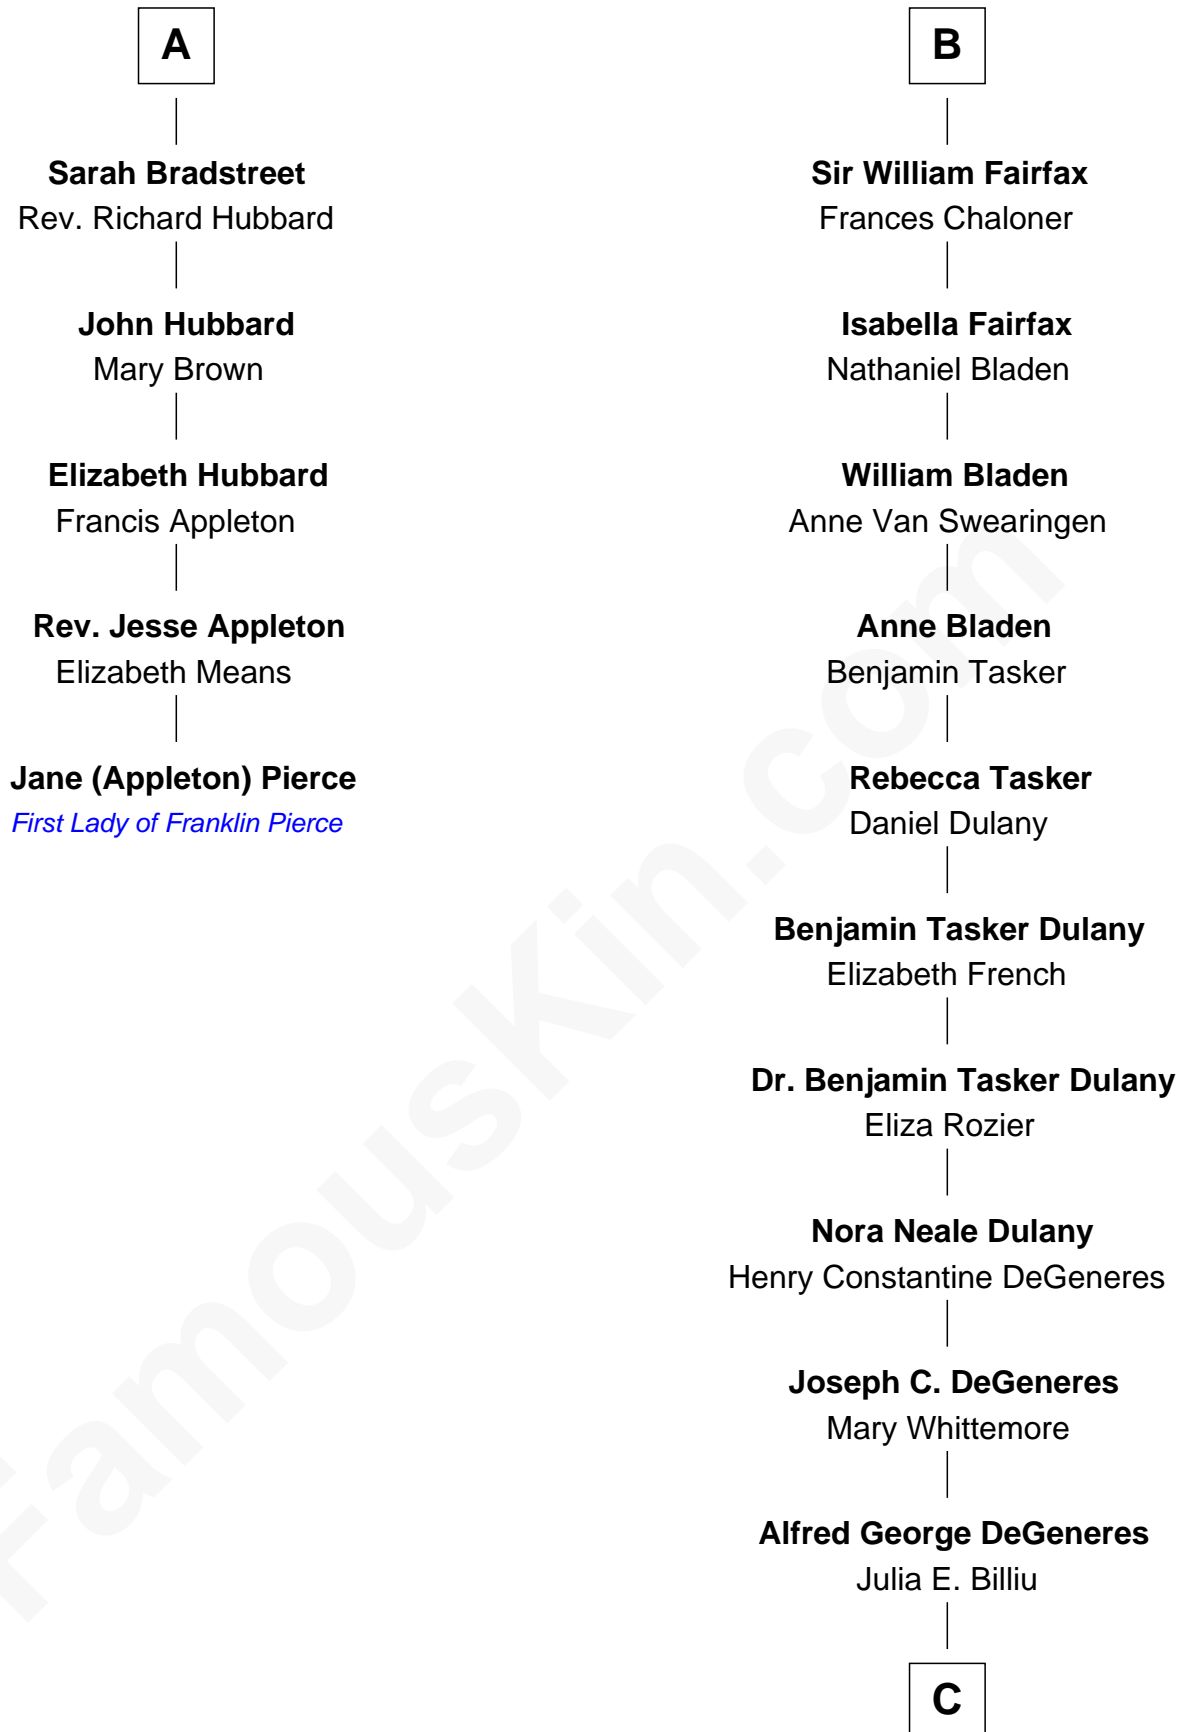 A
Sarah Bradstreet
Rev. Richard Hubbard
John Hubbard
Mary Brown
Elizabeth Hubbard
Francis Appleton
Rev. Jesse Appleton
Elizabeth Means
Jane (Appleton) Pierce
First Lady of Franklin Pierce
B
Sir William Fairfax
Frances Chaloner
Isabella Fairfax
Nathaniel Bladen
William Bladen
Anne Van Swearingen
Anne Bladen
Benjamin Tasker
Rebecca Tasker
Daniel Dulany
Benjamin Tasker Dulany
Elizabeth French
Dr. Benjamin Tasker Dulany
Eliza Rozier
Nora Neale Dulany
Henry Constantine DeGeneres
Joseph C. DeGeneres
Mary Whittemore
Alfred George DeGeneres
Julia E. Billiu
C
FamousKin.com